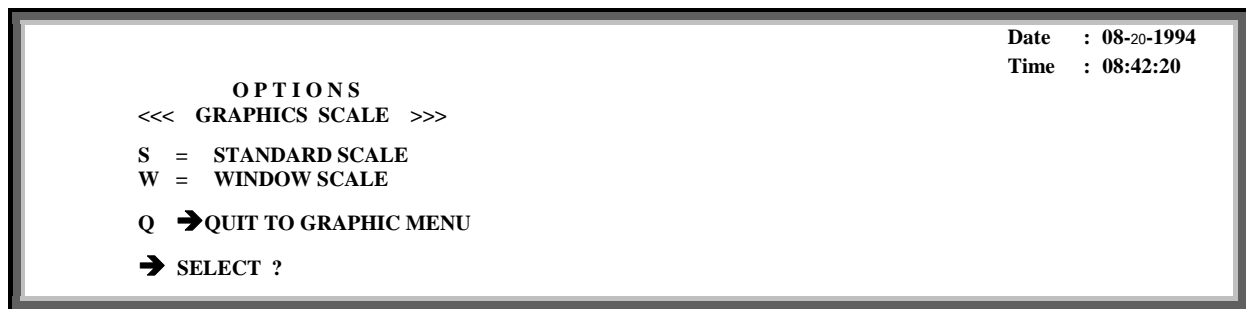 Date : 08-20-1994
Time : 08:42:20
O P T I O N S
<<< GRAPHICS SCALE >>>
S = STANDARD SCALE
W = WINDOW SCALE
Q ➔ QUIT TO GRAPHIC MENU
➔ SELECT ?